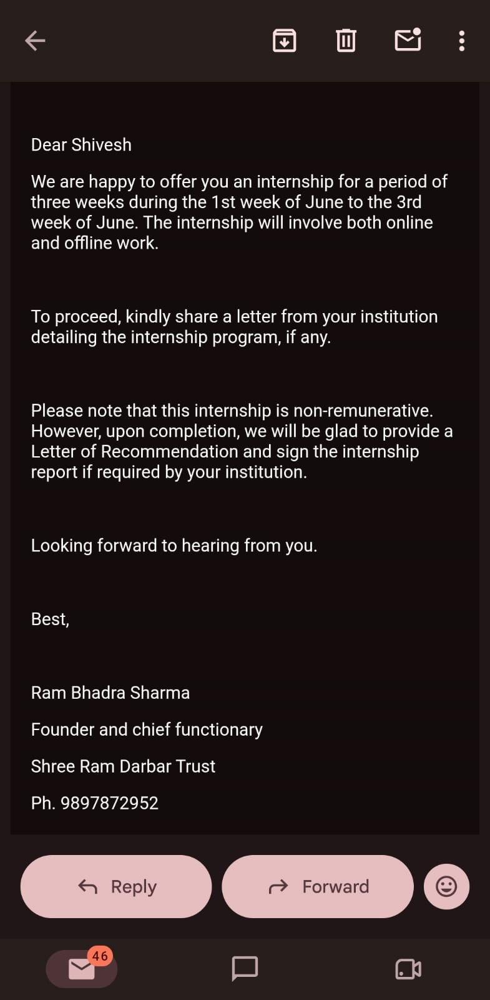 Dear Shivesh
We are happy to offer you an internship for a period of
three weeks during the 1st week of June to the 3rd
week of June. The internship will involve both online
and offline work.
To proceed, kindly share a letter from your institution
detailing the internship program, if any.
Please note that this internship is non-remunerative.
However, upon completion, we will be glad to provide a
Letter of Recommendation and sign the internship
report if required by your institution.
Looking forward to hearing from you.
Best,
Ram Bhadra Sharma
Founder and chief functionary
Shree Ram Darbar Trust
Ph. 9897872952
Reply Forward
46